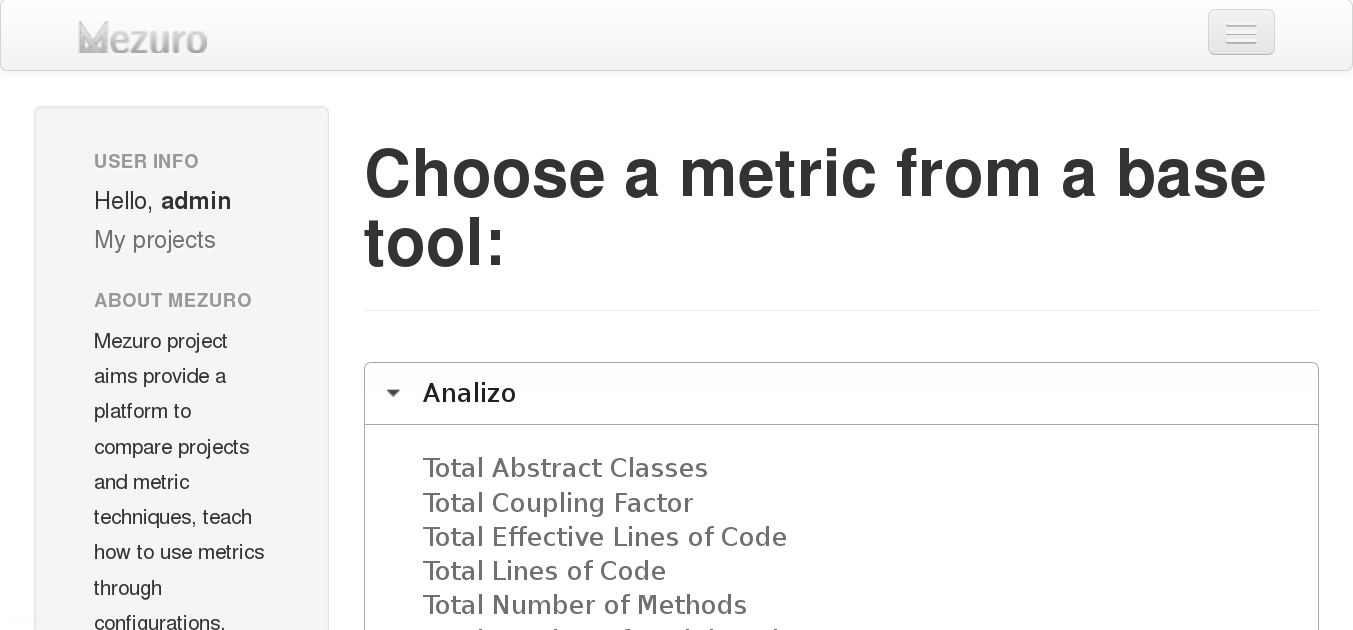 Mezuro
USER INFO
Hello, admin
My projects
ABOUT MEZURO
Mezuro project
aims provide a
platform to
compare projects
and metric
techniques, teach
how to use metrics
through
configurations.
Choose a metric from a base
tool:
Analizo
Total Abstract Classes
Total Coupling Factor
Total Effective Lines of Code
Total Lines of Code
Total Number of Methods